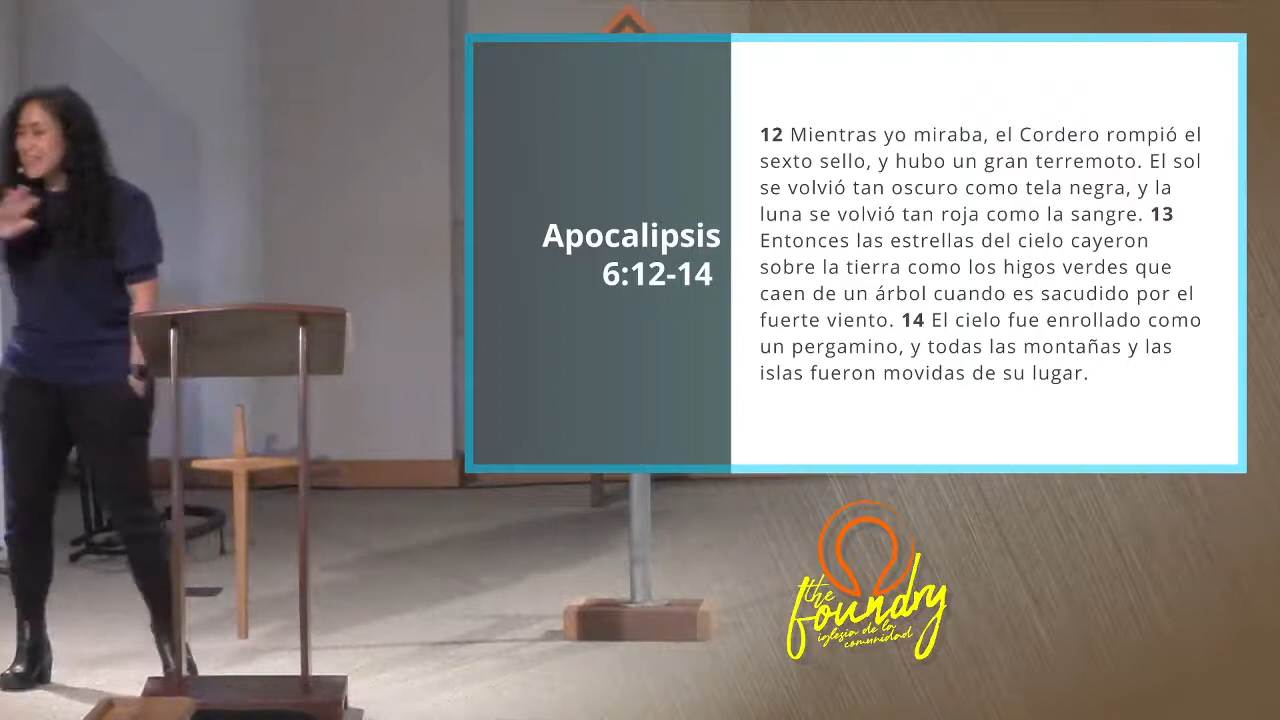 Apocalipsis
6:12-14
12 Mientras yo miraba, el Cordero rompió el
sexto sello, y hubo un gran terremoto. El sol
se volvió tan oscuro como tela negra, y la
luna se volvió tan roja como la sangre. 13
Entonces las estrellas del cielo cayeron
sobre la tierra como los higos verdes que
caen de un árbol cuando es sacudido por el
fuerte viento. 14 El cielo fue enrollado como
un pergamino, y todas las montañas y las
islas fueron movidas de su lugar.
the
foundry
iglesia de la
comunidad